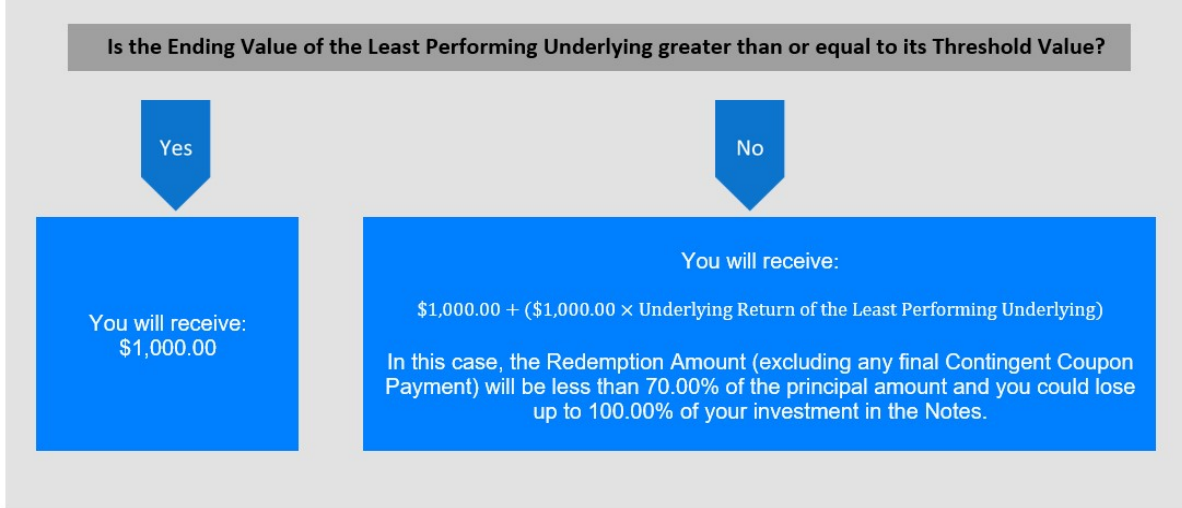 Is the Ending Value of the Least Performing Underlying greater than or equal to its Threshold Value?
Yes
No
You will receive:
$1,000.00
You will receive:
$1,000.00 + ($1,000.00 × Underlying Return of the Least Performing Underlying)
In this case, the Redemption Amount (excluding any final Contingent Coupon
Payment) will be less than 70.00% of the principal amount and you could lose
up to 100.00% of your investment in the Notes.